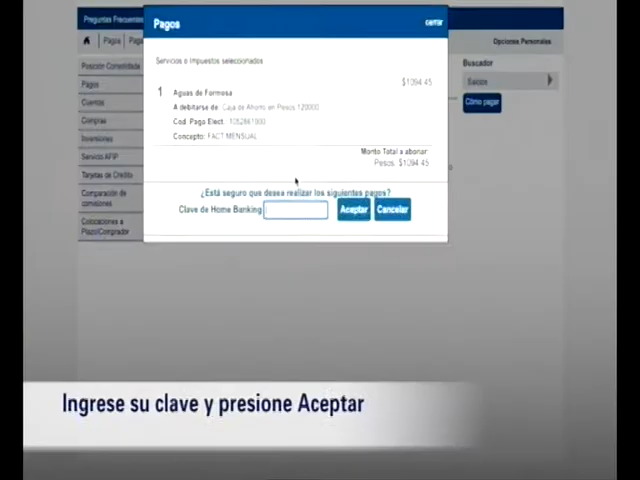 Preguntas Frecuentes
Pagos
cerrar
Pagos
Opciones Personales
Servicios o Impuestos seleccionados
Posición Consolidada
Pagos
Cuentas
Compras
Inversiones
Servicio AFIP
Tarjetas de Crédito
Comparación de
comisiones
Colocaciones a
Plazo/Comprador
$1094.45
1 Aguas de Formosa
A debitarse de: Caja de Ahorro en Pesos 120000
Cod. Pago Elect.:
Concepto: FACT MENSUAL
Monto Total a abonar:
Pesos: $1094.45
¿Está seguro que desea realizar los siguientes pagos?
Clave de Home Banking
Aceptar
Cancelar
Buscador
Saldos
Cómo pagar
Ingrese su clave y presione Aceptar